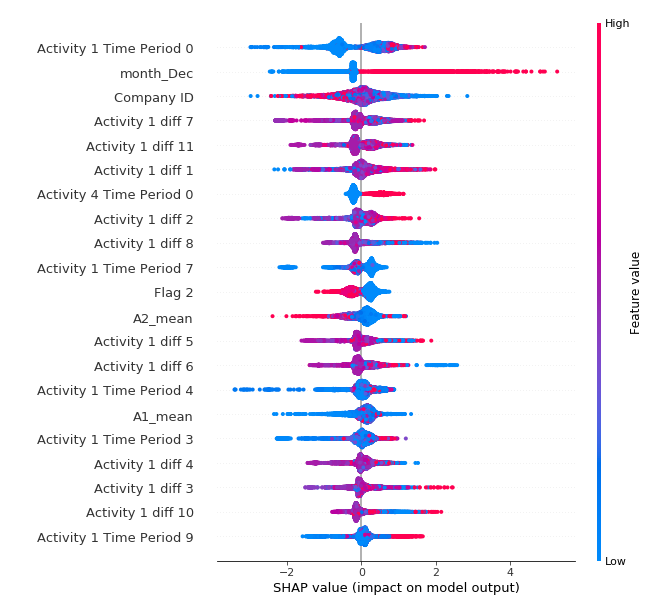 High
Activity 1 Time Period 0
month_Dec
Company ID
Activity 1 diff 7
Activity 1 diff 11
Activity 1 diff 1
Activity 4 Time Period 0
Activity 1 diff 2
Activity 1 diff 8
Activity 1 Time Period 7
Flag 2
A2_mean
Activity 1 diff 5
Activity 1 diff 6
Activity 1 Time Period 4
A1_mean
Activity 1 Time Period 3
Activity 1 diff 4
Activity 1 diff 3
Activity 1 diff 10
Activity 1 Time Period 9
Feature value
Low
−2 0 2 4
SHAP value (impact on model output)